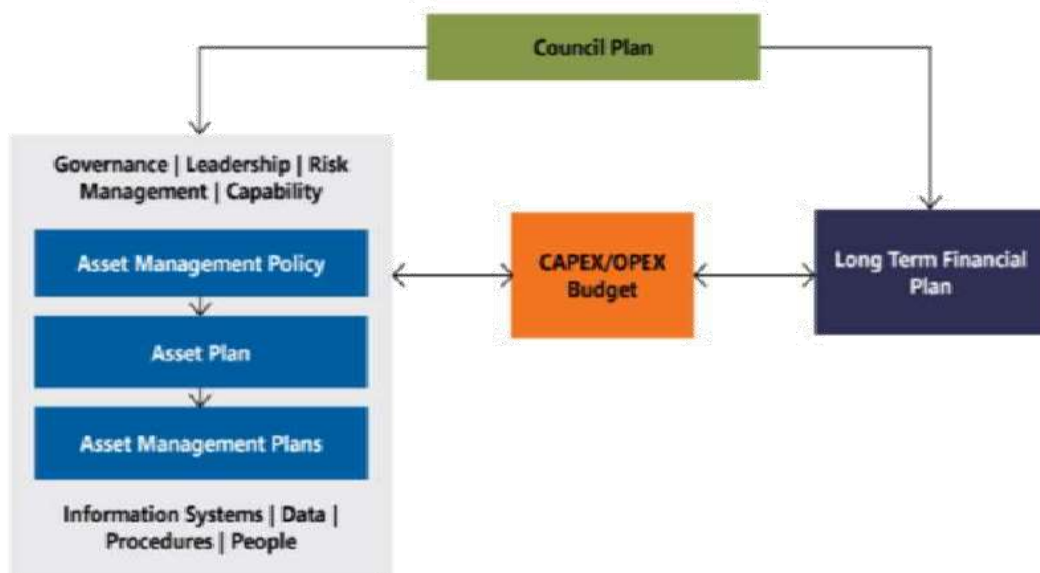 Council Plan
Governance | Leadership | Risk
Management | Capability
Asset Management Policy
Asset Plan
Asset Management Plans
Information Systems | Data |
Procedures | People
CAPEX/OPEX
Budget
Long Term Financial
Plan